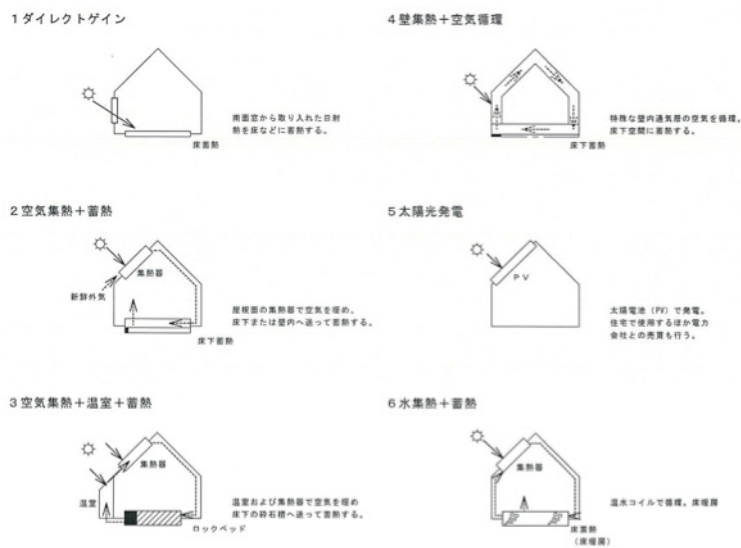 １ダイレクトゲイン
南面窓から取り入れた日射
熱を床などに蓄熱する。
床蓄熱
２空気集熱＋蓄熱
集熱器
新鮮外気
屋根面の集熱器で空気を暖め、
床下または壁内へ送って蓄熱する。
床下蓄熱
３空気集熱＋温室＋蓄熱
集熱器
温室
温室および集熱器で空気を暖め
床下の砕石槽へ送って蓄熱する。
ロックベッド
４壁集熱＋空気循環
特殊な壁内通気層の空気を循環。
床下空間に蓄熱する。
床下蓄熱
５太陽光発電
ＰＶ
太陽電池（PV）で発電。
住宅で使用するほか電力
会社との売買も行う。
６水集熱＋蓄熱
集熱器
温水コイルで循環。床暖房
床蓄熱
（床暖房）